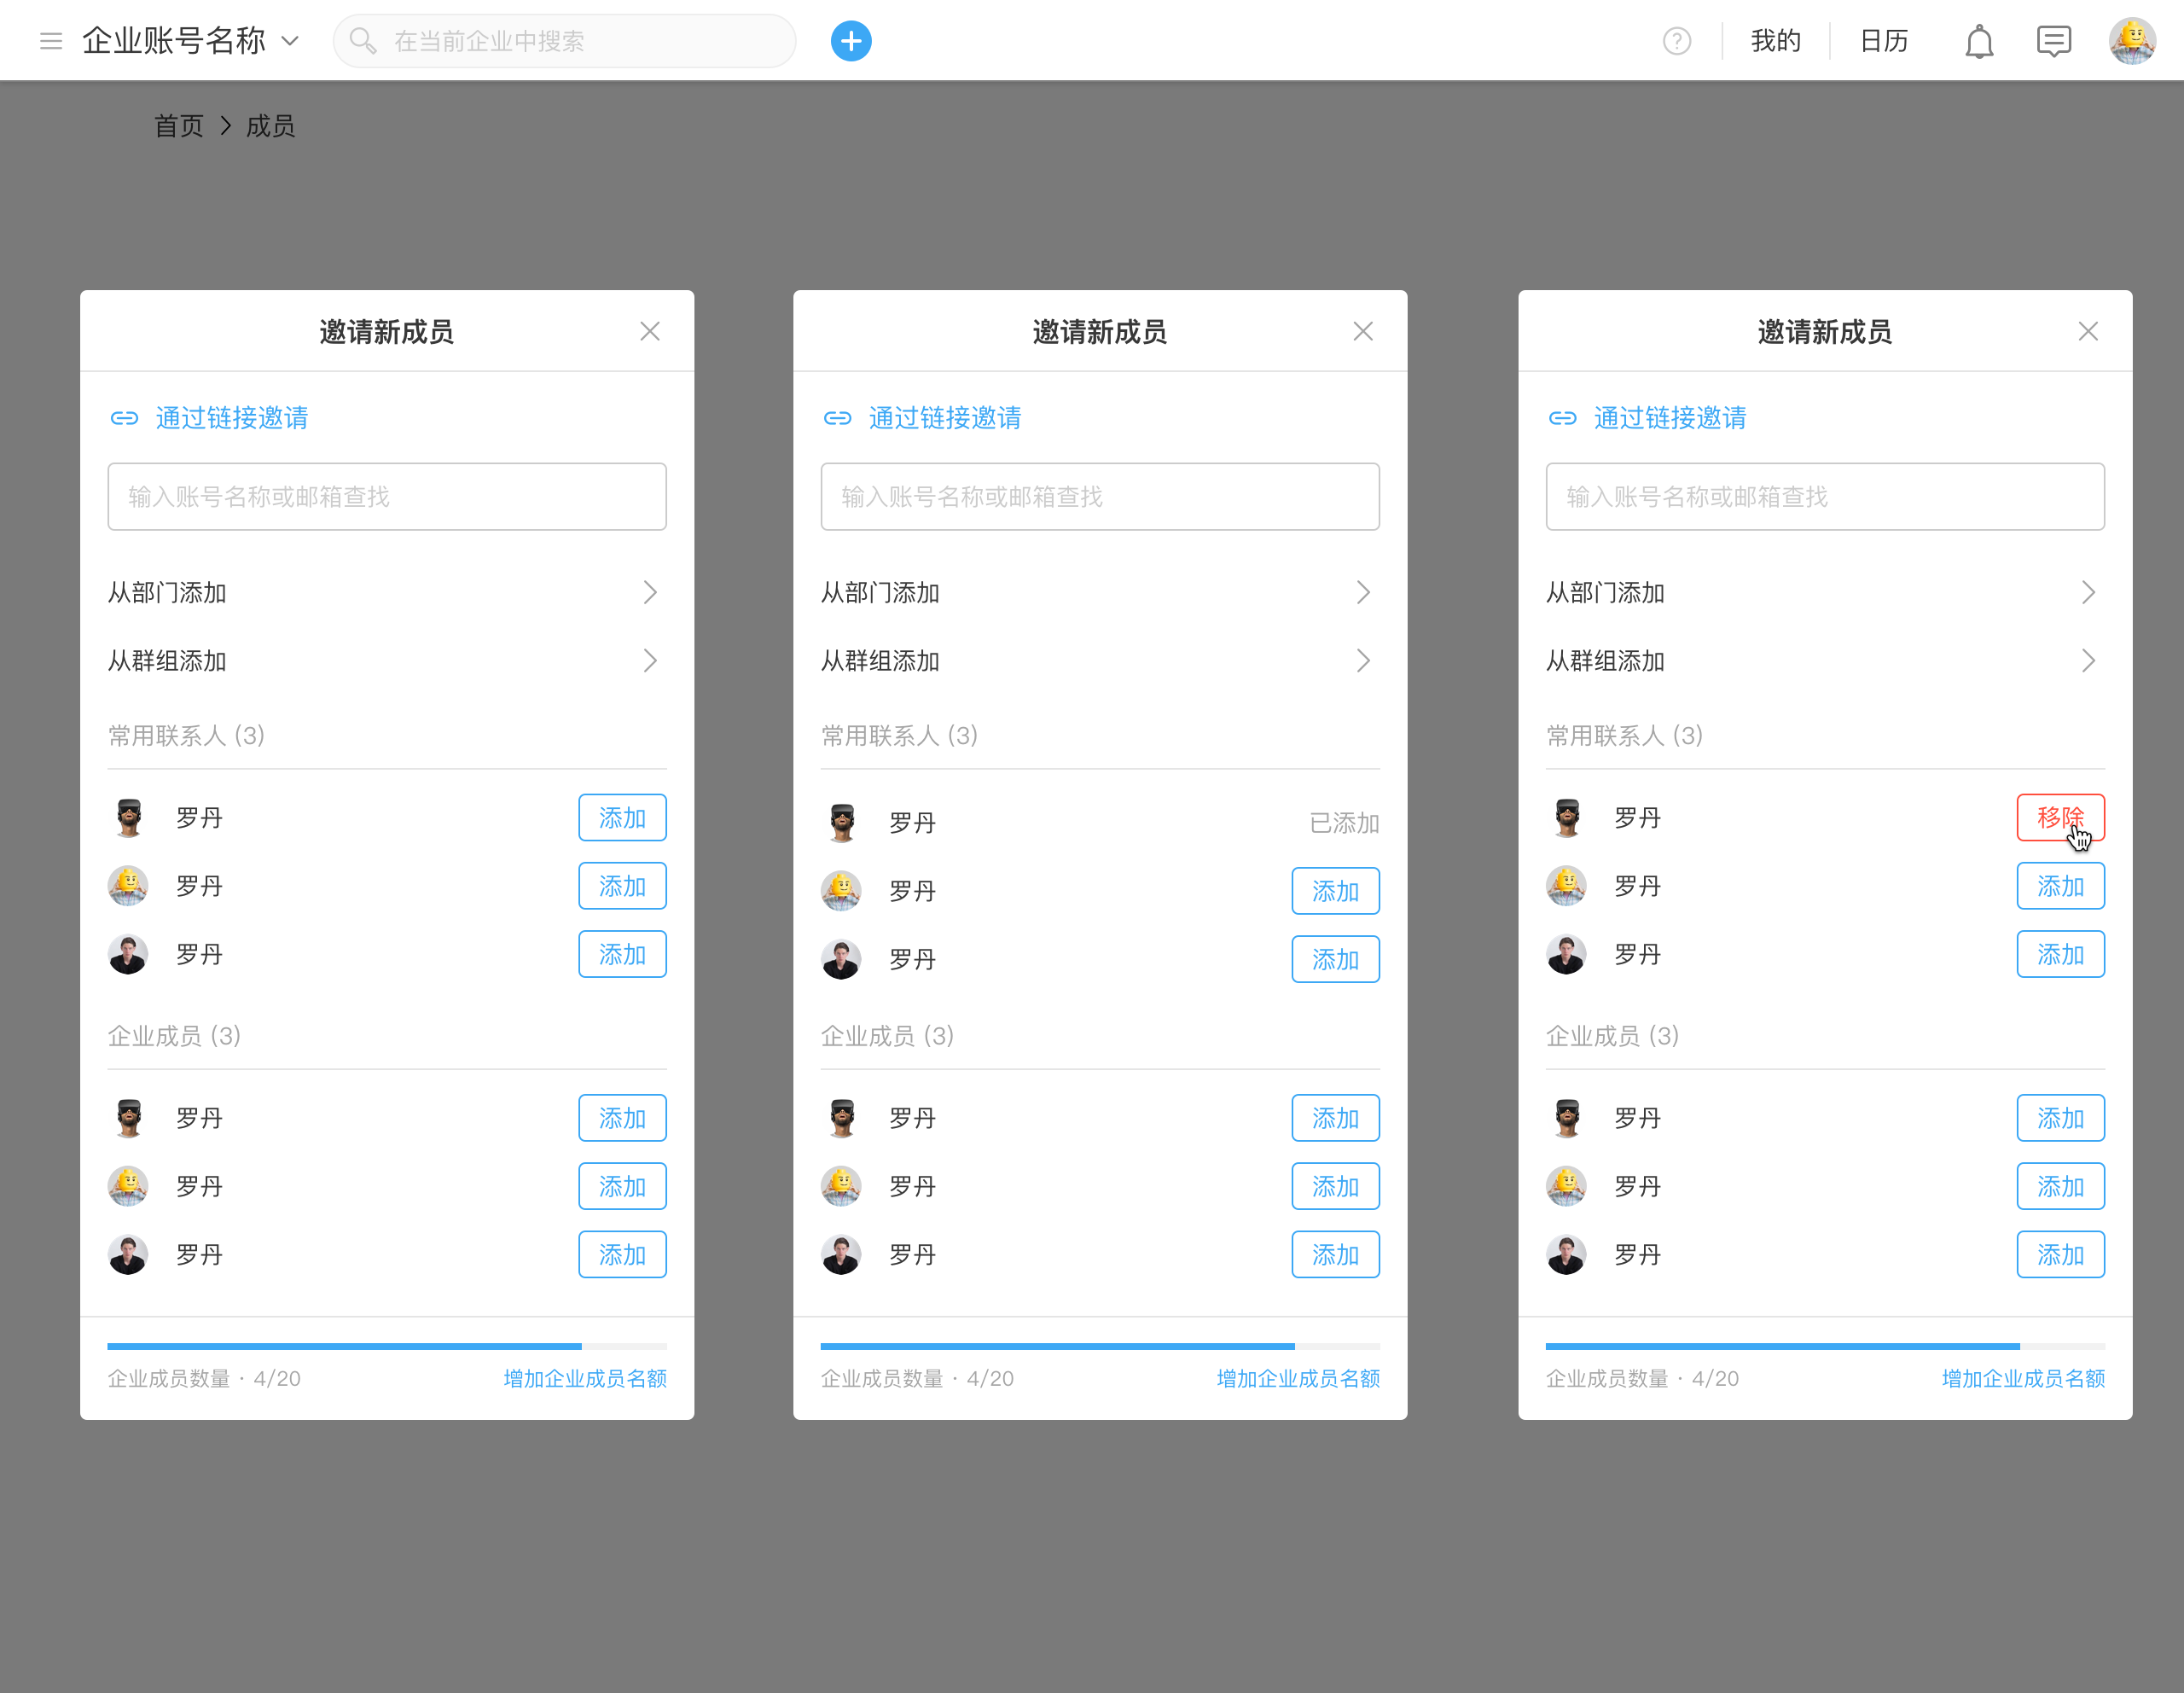 企业账号名称
在当前企业中搜索
?
我的
日历
首页 > 成员
邀请新成员
通过链接邀请
输入账号名称或邮箱查找
从部门添加
从群组添加
常用联系人 (3)
罗丹 添加
罗丹 添加
罗丹 添加
企业成员 (3)
罗丹 添加
罗丹 添加
罗丹 添加
企业成员数量 · 4/20 增加企业成员名额
邀请新成员
通过链接邀请
输入账号名称或邮箱查找
从部门添加
从群组添加
常用联系人 (3)
罗丹 已添加
罗丹 添加
罗丹 添加
企业成员 (3)
罗丹 添加
罗丹 添加
罗丹 添加
企业成员数量 · 4/20 增加企业成员名额
邀请新成员
通过链接邀请
输入账号名称或邮箱查找
从部门添加
从群组添加
常用联系人 (3)
罗丹 移除
罗丹 添加
罗丹 添加
企业成员 (3)
罗丹 添加
罗丹 添加
罗丹 添加
企业成员数量 · 4/20 增加企业成员名额